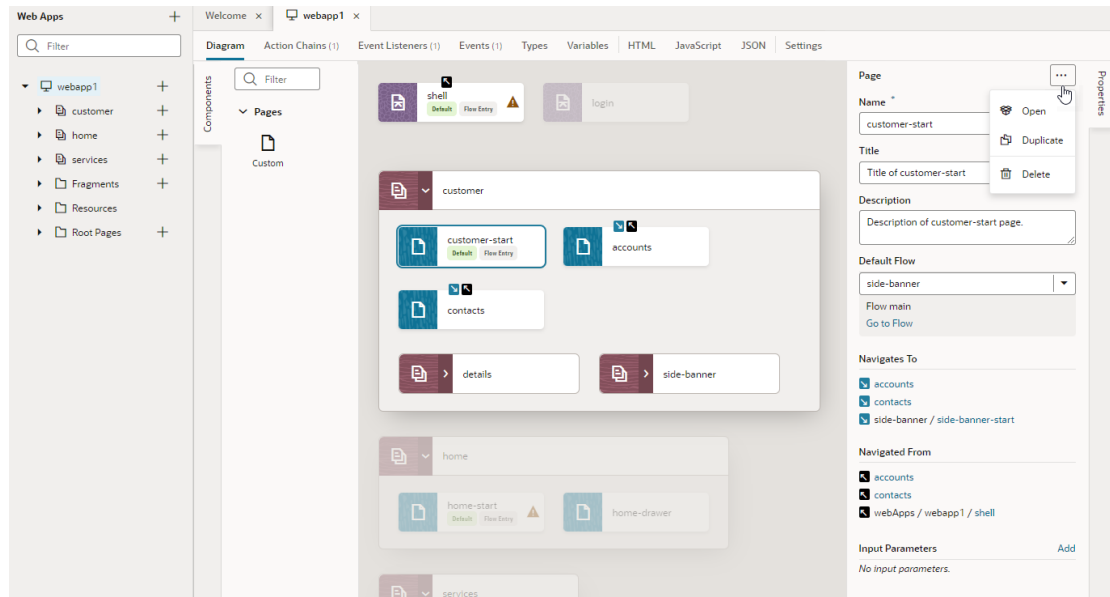 Web Apps
Filter
webapp1
customer
home
services
Fragments
Resources
Root Pages
Welcome
webapp1
Diagram
Action Chains (1)
Event Listeners (1)
Events (1)
Types
Variables
HTML
JavaScript
JSON
Settings
Components
Filter
Pages
Custom
shell
Default Flow Entry
login
customer
customer-start
Default Flow Entry
accounts
contacts
details
side-banner
home
home-start
Default Flow Entry
home-drawer
services
Page
Name *
customer-start
Title
Title of customer-start
Description
Description of customer-start page.
Default Flow
side-banner
Flow main
Go to Flow
Navigates To
accounts
contacts
side-banner / side-banner-start
Navigated From
accounts
contacts
webApps / webapp1 / shell
Input Parameters Add
No input parameters.
Open
Duplicate
Delete
Properties